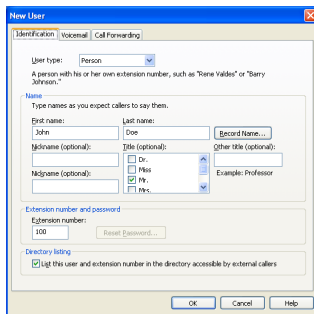 New User
Identification Voicemail Call Forwarding
User type: Person
A person with his or her own extension number, such as "Rene Valdes" or "Barry
Johnson."
Name
Type names as you expect callers to say them.
First name: Last name:
John Doe Record Name...
Nickname (optional): Title (optional): Other title (optional):
Dr.
Miss
Nickname (optional): Mr. Example: Professor
Mrs.
Extension number and password
Extension number:
100 Reset Password...
Directory listing
List this user and extension number in the directory accessible by external callers
OK Cancel Help